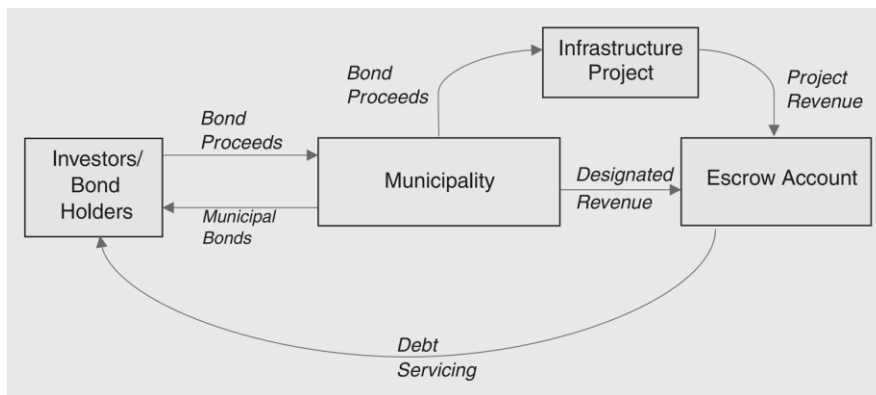 Infrastructure
Project
Bond
Proceeds
Project
Revenue
Bond
Proceeds
Investors/
Bond
Holders
Municipality
Designated
Revenue
Escrow Account
Municipal
Bonds
Debt
Servicing